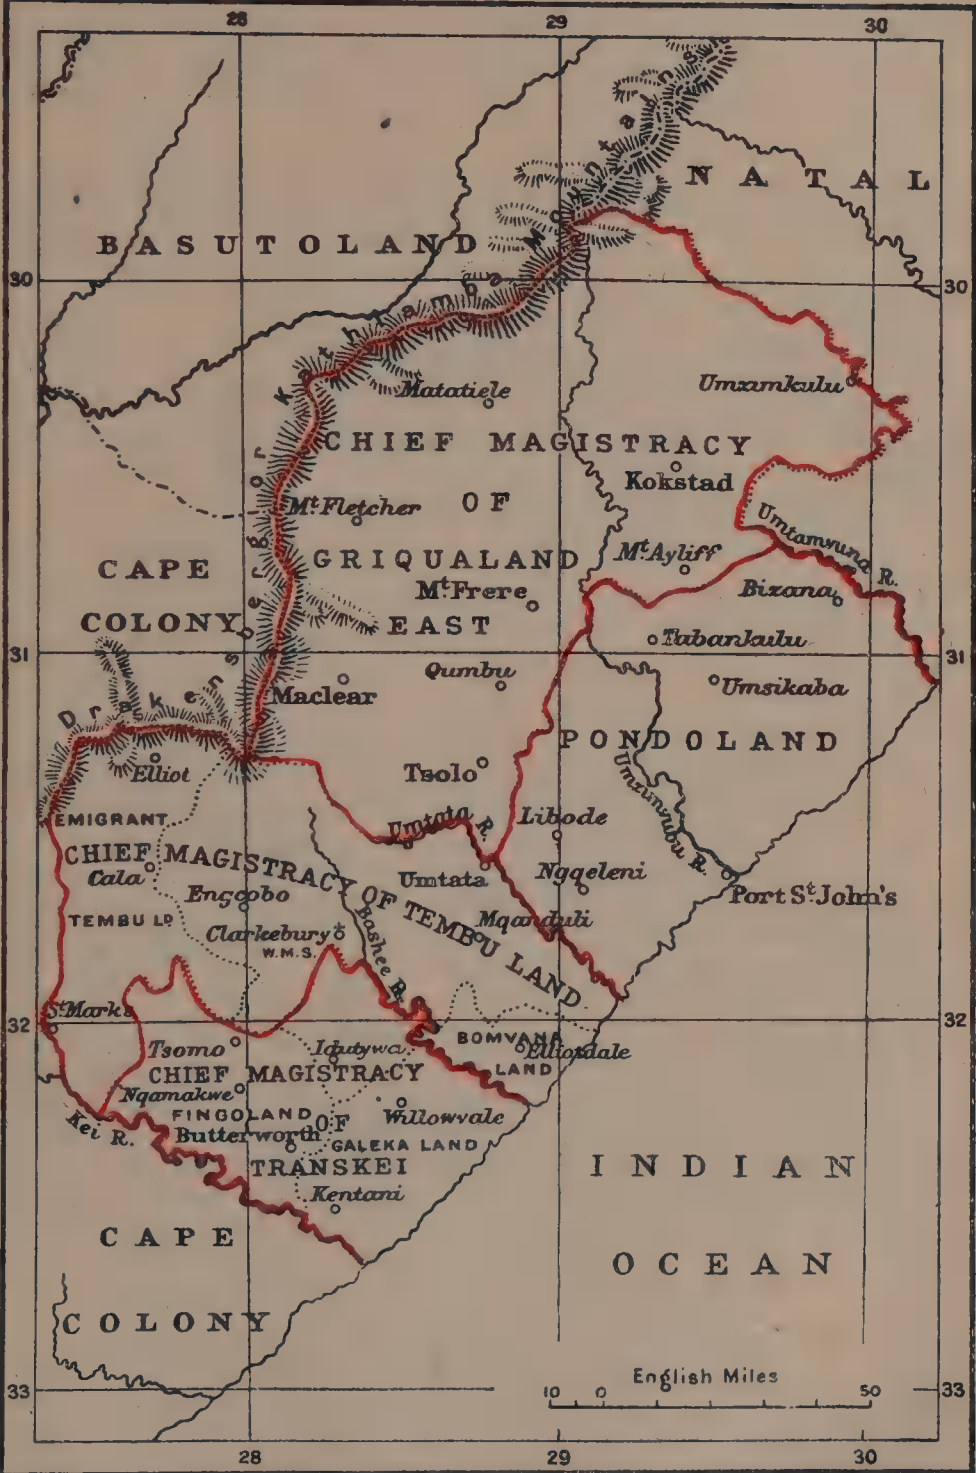 28 29 30
NATAL
BASUTOLAND
30 30
Kahlamba Mountains
Matatiele
Umzimkulu
CHIEF MAGISTRACY
Kokstad
Mt. Fletcher
OF
Umtamvuna R.
GRIQUALAND
Mt. Ayliff
CAPE
Mt. Frere
Bizana
COLONY
EAST
Tabankulu
31 31
Qumbu
Umsikaba
Maclear
Drakensberg or
PONDOLAND
Elliot
Tsolo
Umzimvubu R.
Libode
EMIGRANT
Umtata R.
CHIEF MAGISTRACY OF TEMBU LAND
Cala
Umtata
Nqqeleni
Engcobo
Port St. John's
TEMBU LD.
Mqanduli
Clarkebury
W.M.S.
Bashee R.
St. Mark's
32 32
BOMVANA
Tsomo
Idutywa
Elliotdale
CHIEF MAGISTRACY
LAND
Nqamakwe
Willowvale
FINGOLAND
OF
Kei R.
Butterworth
GALEKA LAND
TRANSKEI
INDIAN
Kentani
CAPE
OCEAN
COLONY
English Miles
10 0 50
33 33
28 29 30